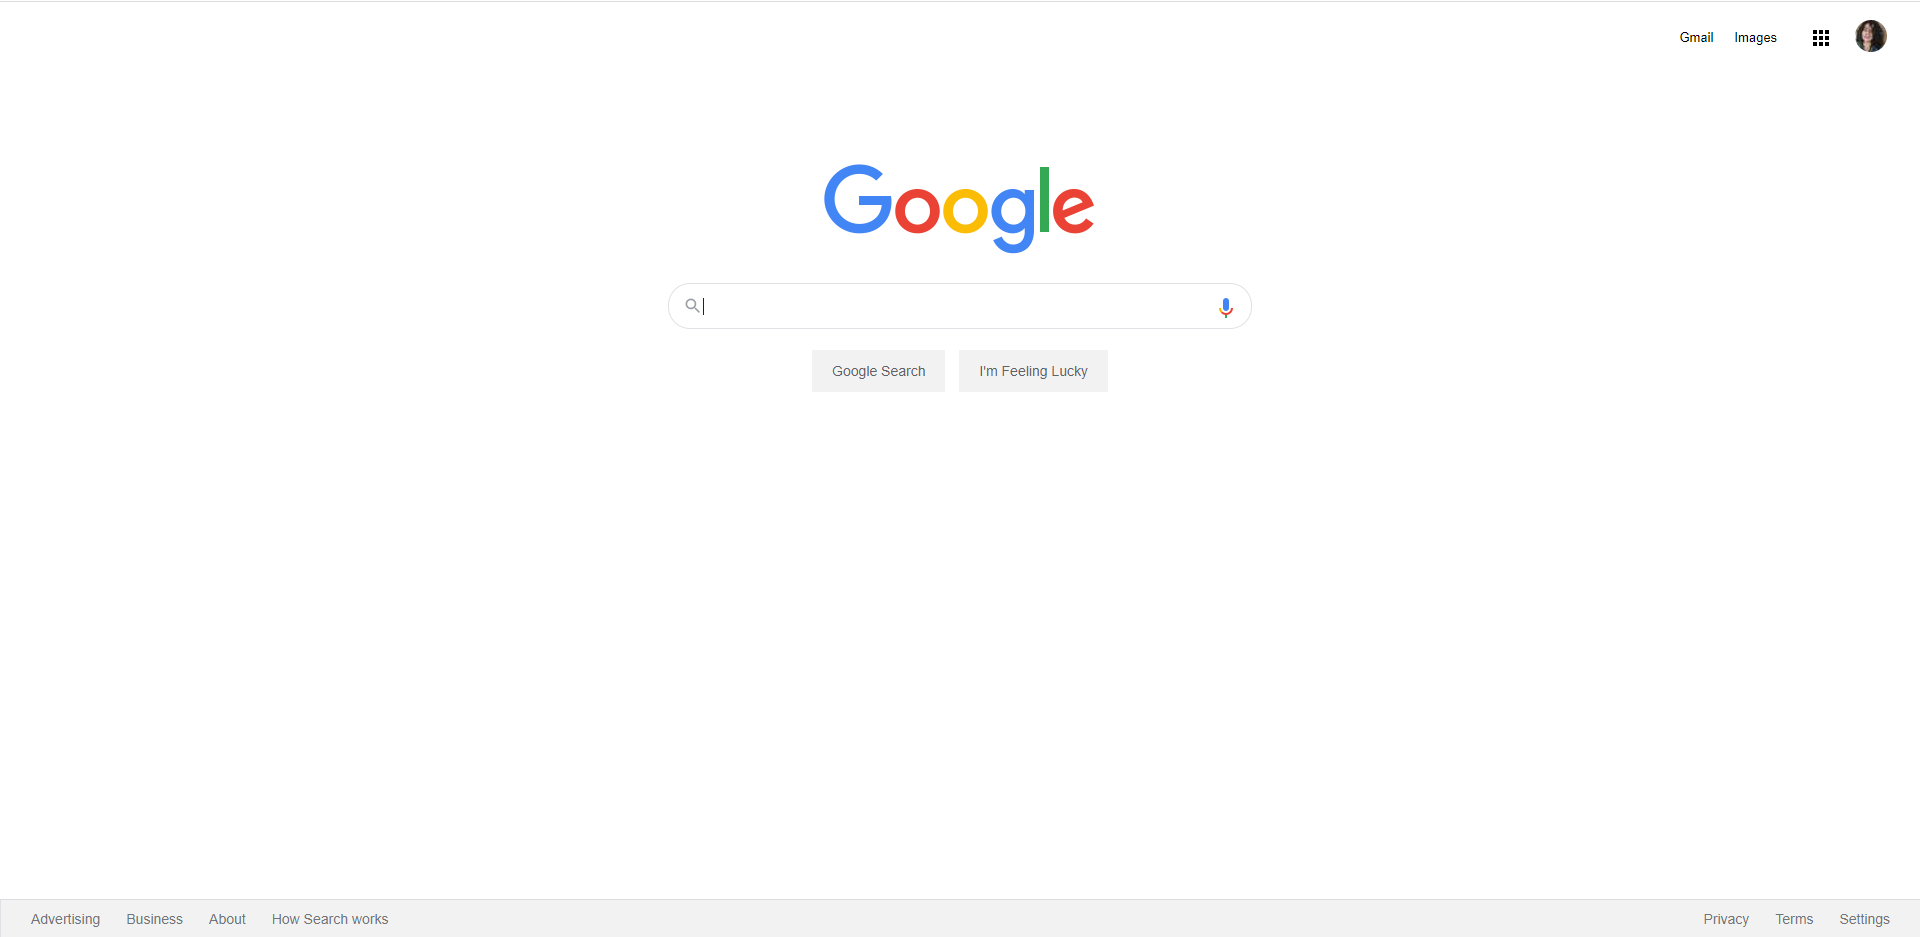 Gmail Images
Google
Google Search I'm Feeling Lucky
Advertising Business About How Search works Privacy Terms Settings